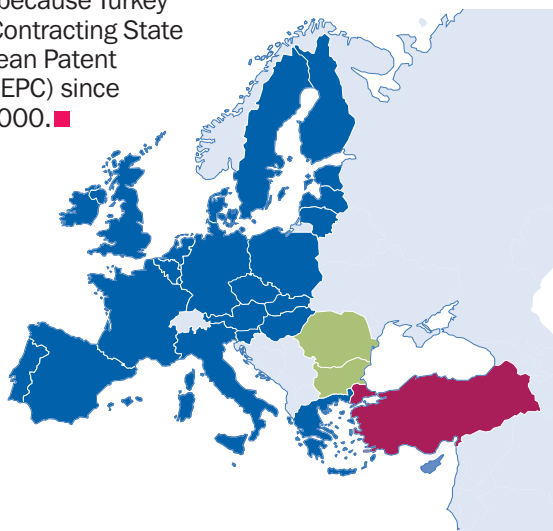 because Turkey
Contracting State
ean Patent
(EPC) since
000.